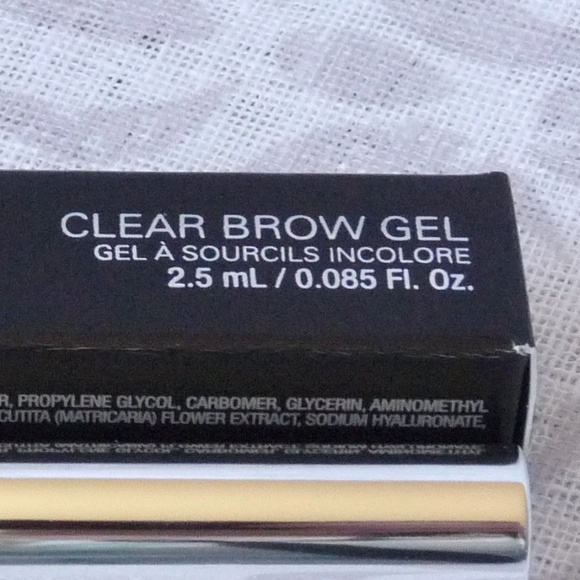 CLEAR BROW GEL
GEL À SOURCILS INCOLORE
2.5 mL / 0.085 Fl. Oz.
R, PROPYLENE GLYCOL, CARBOMER, GLYCERIN, AMINOMETHYL
CUTITA (MATRICARIA) FLOWER EXTRACT, SODIUM HYALURONATE,